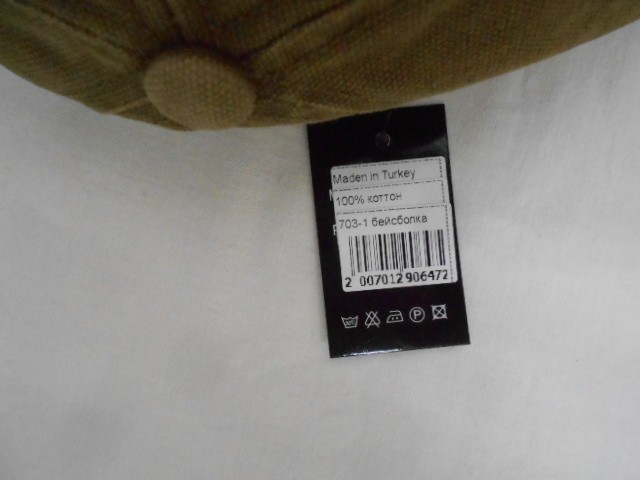 Maden in Turkey
100% коттон
703-1 бейсболка
2 007012 906472